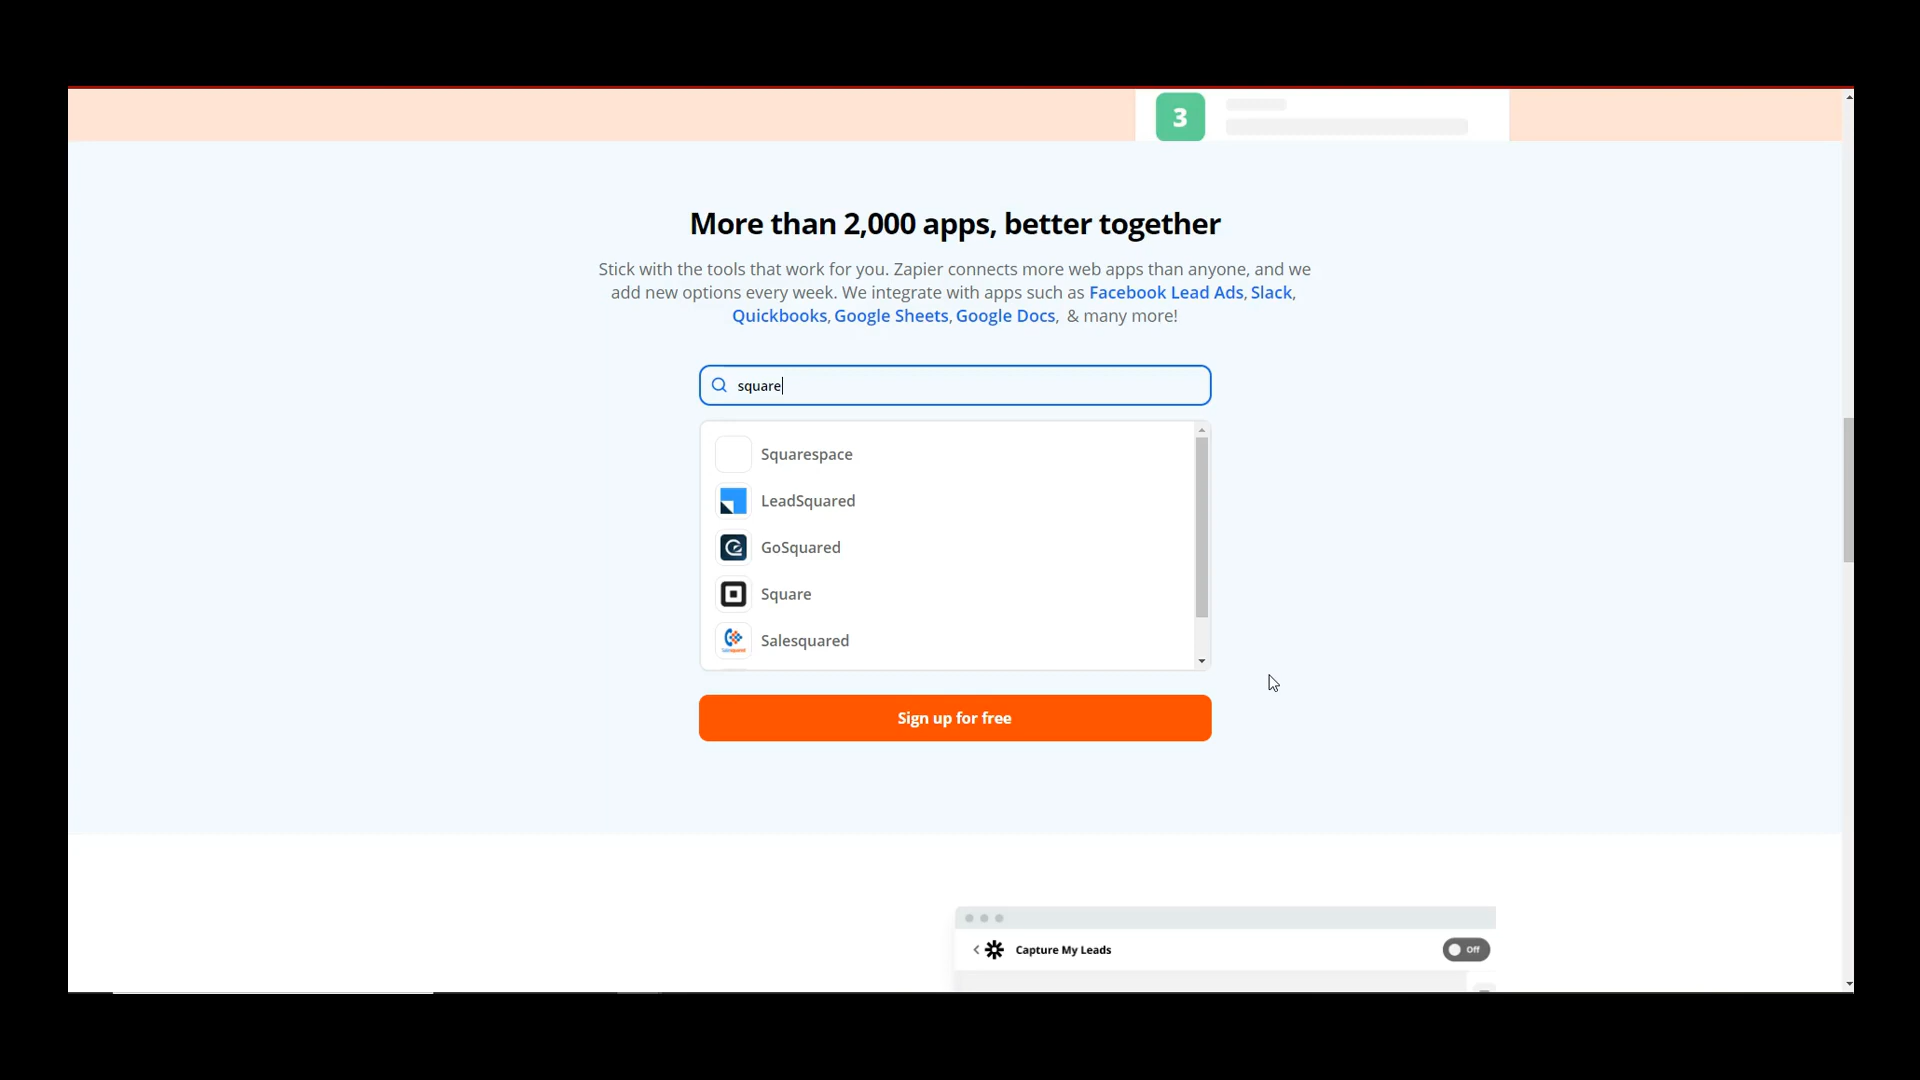 3
More than 2,000 apps, better together
Stick with the tools that work for you. Zapier connects more web apps than anyone, and we
add new options every week. We integrate with apps such as Facebook Lead Ads, Slack,
Quickbooks, Google Sheets, Google Docs, & many more!
square
Squarespace
LeadSquared
GoSquared
Square
Salesquared
Sign up for free
Capture My Leads
Off